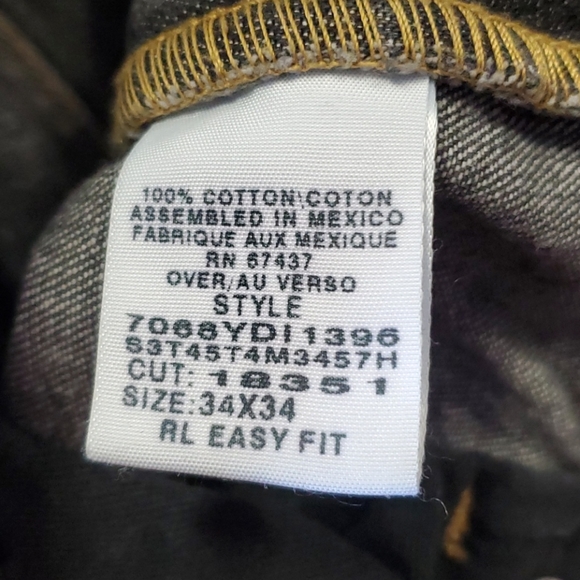 100% COTTON\COTON
ASSEMBLED IN MEXICO
FABRIQUE AUX MEXIQUE
RN 67437
OVER/AU VERSO
STYLE
7068YDI1396
S3T45T4M3457H
CUT: 18351
SIZE:34X34
RL EASY FIT